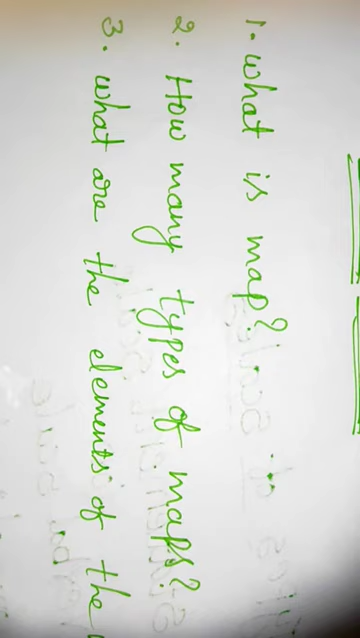 1. what is map?
2. How many types of maps?
3. what are the elements of the